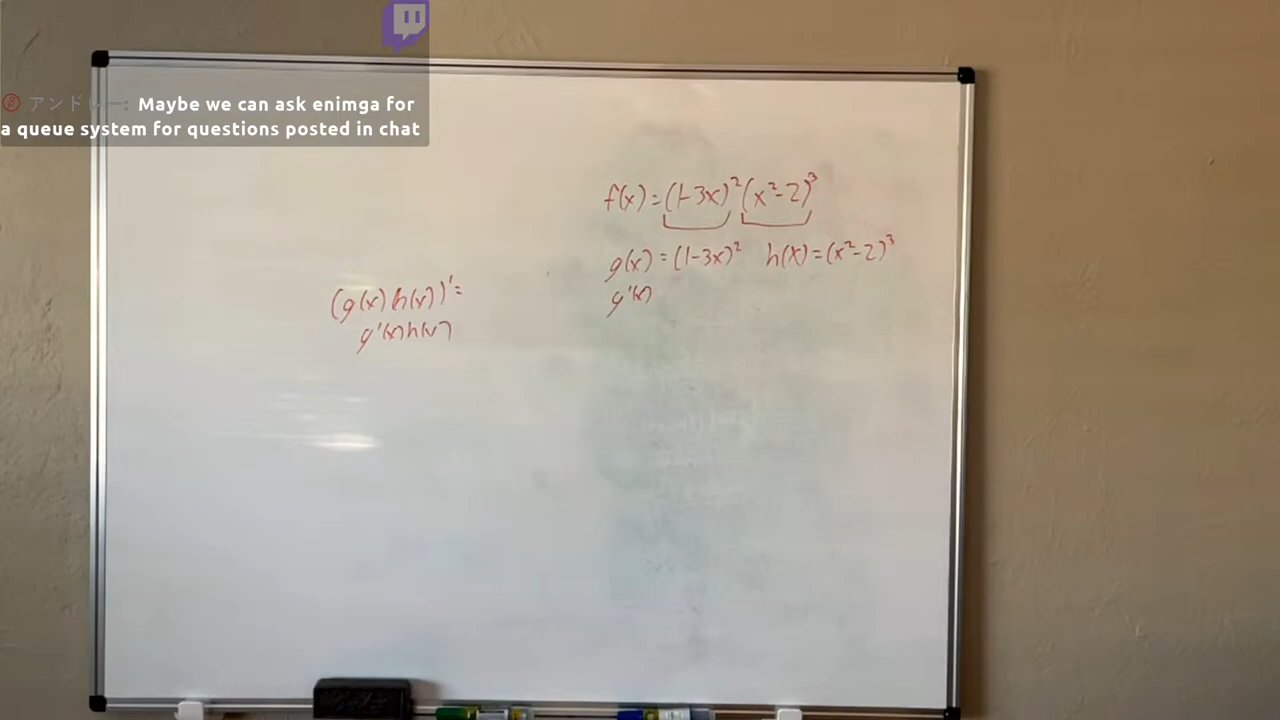 アンドレー: Maybe we can ask enimga for
a queue system for questions posted in chat
f(x)=(1-3x)²(x²-2)³
g(x)=(1-3x)² h(x)=(x²-2)³
g'(x)
(g(x)h(x))'=
g'(x)h(x)